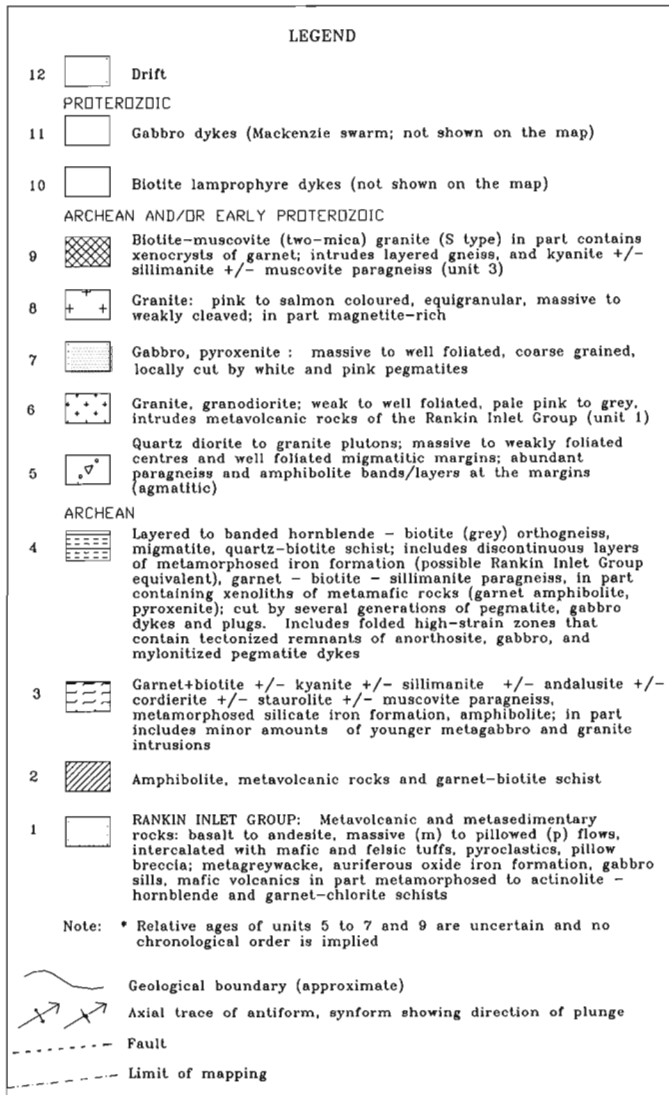 LEGEND
12 Drift
PROTEROZOIC
11 Gabbro dykes (Mackenzie swarm; not shown on the map)
10 Biotite lamprophyre dykes (not shown on the map)
ARCHEAN AND/OR EARLY PROTEROZOIC
9 Biotite-muscovite (two-mica) granite (S type) in part contains
xenocrysts of garnet; intrudes layered gneiss, and kyanite +/-
sillimanite +/- muscovite paragneiss (unit 3)
8 Granite: pink to salmon coloured, equigranular, massive to
weakly cleaved; in part magnetite-rich
7 Gabbro, pyroxenite : massive to well foliated, coarse grained,
locally cut by white and pink pegmatites
6 Granite, granodiorite; weak to well foliated, pale pink to grey,
intrudes metavolcanic rocks of the Rankin Inlet Group (unit 1)
5 Quartz diorite to granite plutons; massive to weakly foliated
centres and well foliated migmatitic margins; abundant
paragneiss and amphibolite bands/layers at the margins
(agmatitic)
ARCHEAN
4 Layered to banded hornblende - biotite (grey) orthogneiss,
migmatite, quartz-biotite schist; includes discontinuous layers
of metamorphosed iron formation (possible Rankin Inlet Group
equivalent), garnet - biotite - sillimanite paragneiss, in part
containing xenoliths of metamafic rocks (garnet amphibolite,
pyroxenite); cut by several generations of pegmatite, gabbro
dykes and plugs. Includes folded high-strain zones that
contain tectonized remnants of anorthosite, gabbro, and
mylonitized pegmatite dykes
3 Garnet+biotite +/- kyanite +/- sillimanite +/- andalusite +/-
cordierite +/- staurolite +/- muscovite paragneiss,
metamorphosed silicate iron formation, amphibolite; in part
includes minor amounts of younger metagabbro and granite
intrusions
2 Amphibolite, metavolcanic rocks and garnet-biotite schist
1 RANKIN INLET GROUP: Metavolcanic and metasedimentary
rocks: basalt to andesite, massive (m) to pillowed (p) flows,
intercalated with mafic and felsic tuffs, pyroclastics, pillow
breccia; metagreywacke, auriferous oxide iron formation, gabbro
sills, mafic volcanics in part metamorphosed to actinolite -
hornblende and garnet-chlorite schists
Note: * Relative ages of units 5 to 7 and 9 are uncertain and no
chronological order is implied
Geological boundary (approximate)
Axial trace of antiform, synform showing direction of plunge
Fault
Limit of mapping